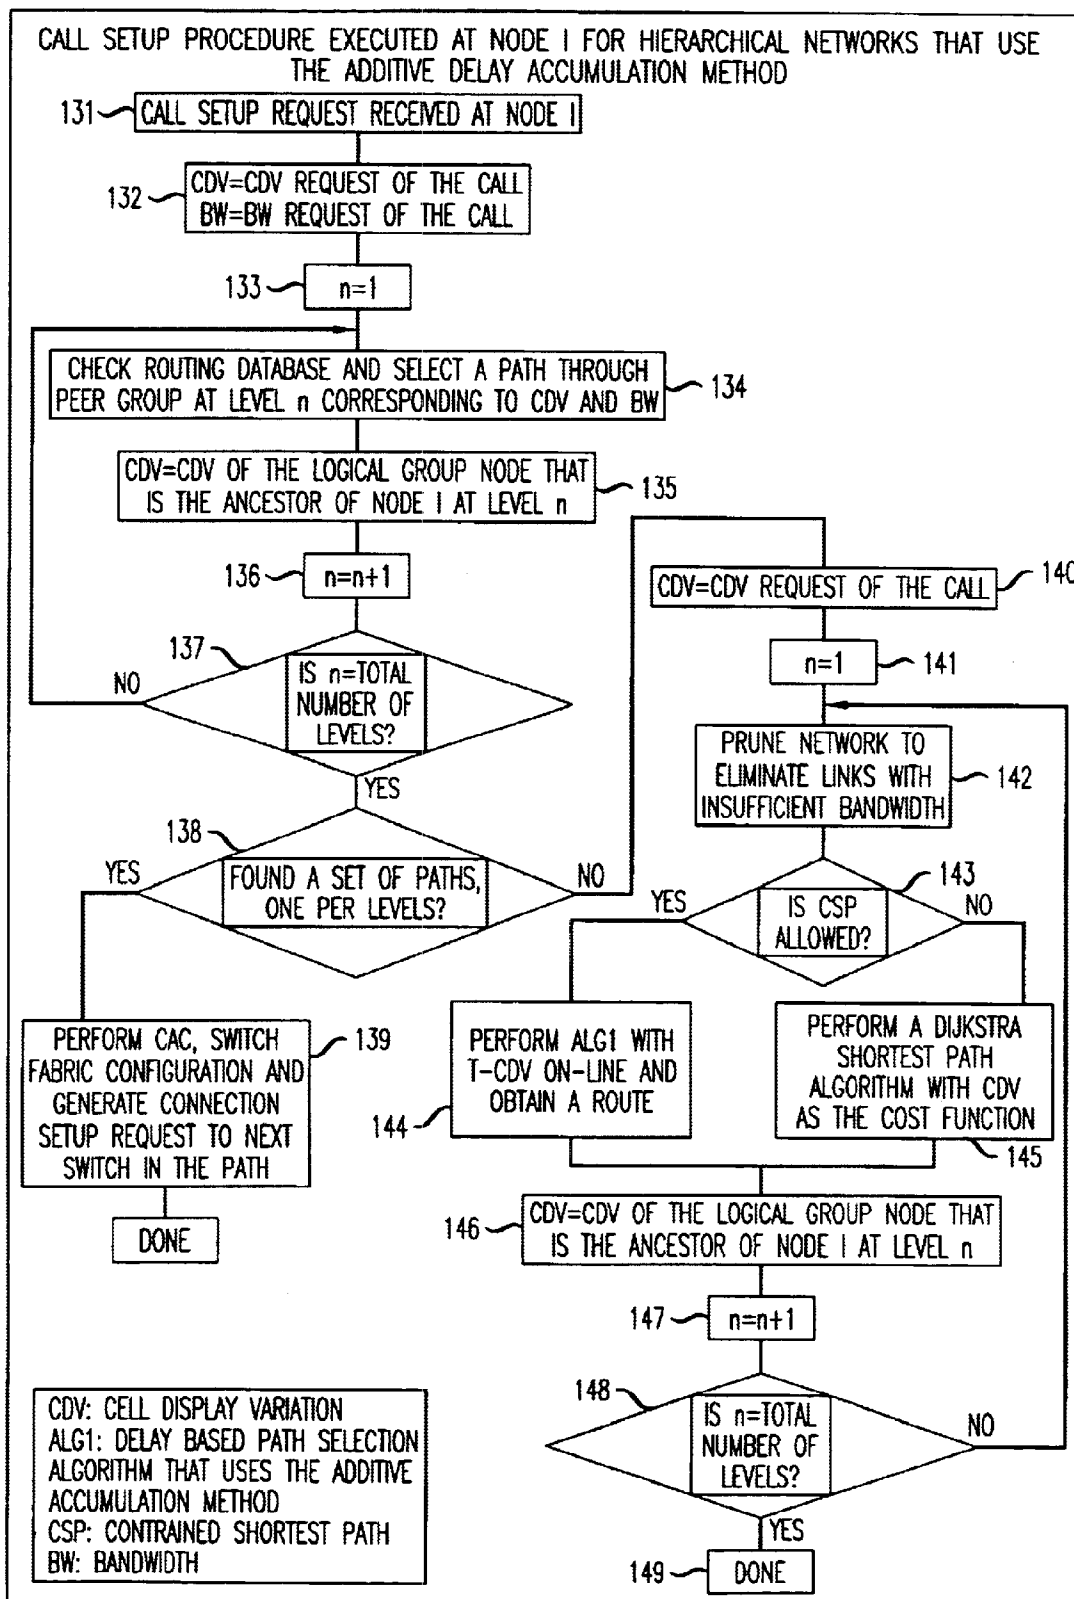 CALL SETUP PROCEDURE EXECUTED AT NODE I FOR HIERARCHICAL NETWORKS THAT USE
THE ADDITIVE DELAY ACCUMULATION METHOD
131
CALL SETUP REQUEST RECEIVED AT NODE I
132
CDV=CDV REQUEST OF THE CALL
BW=BW REQUEST OF THE CALL
133
n=1
CHECK ROUTING DATABASE AND SELECT A PATH THROUGH
PEER GROUP AT LEVEL n CORRESPONDING TO CDV AND BW
134
CDV=CDV OF THE LOGICAL GROUP NODE THAT
IS THE ANCESTOR OF NODE I AT LEVEL n
135
136
n=n+1
137
IS n=TOTAL
NUMBER OF
LEVELS?
NO
YES
138
FOUND A SET OF PATHS,
ONE PER LEVELS?
YES
NO
PERFORM CAC, SWITCH
FABRIC CONFIGURATION AND
GENERATE CONNECTION
SETUP REQUEST TO NEXT
SWITCH IN THE PATH
139
DONE
CDV=CDV REQUEST OF THE CALL
140
n=1
141
PRUNE NETWORK TO
ELIMINATE LINKS WITH
INSUFFICIENT BANDWIDTH
142
143
IS CSP
ALLOWED?
YES
NO
PERFORM ALG1 WITH
T-CDV ON-LINE AND
OBTAIN A ROUTE
144
PERFORM A DIJKSTRA
SHORTEST PATH
ALGORITHM WITH CDV
AS THE COST FUNCTION
145
146
CDV=CDV OF THE LOGICAL GROUP NODE THAT
IS THE ANCESTOR OF NODE I AT LEVEL n
147
n=n+1
148
IS n=TOTAL
NUMBER OF
LEVELS?
NO
YES
149
DONE
CDV: CELL DISPLAY VARIATION
ALG1: DELAY BASED PATH SELECTION
ALGORITHM THAT USES THE ADDITIVE
ACCUMULATION METHOD
CSP: CONTRAINED SHORTEST PATH
BW: BANDWIDTH